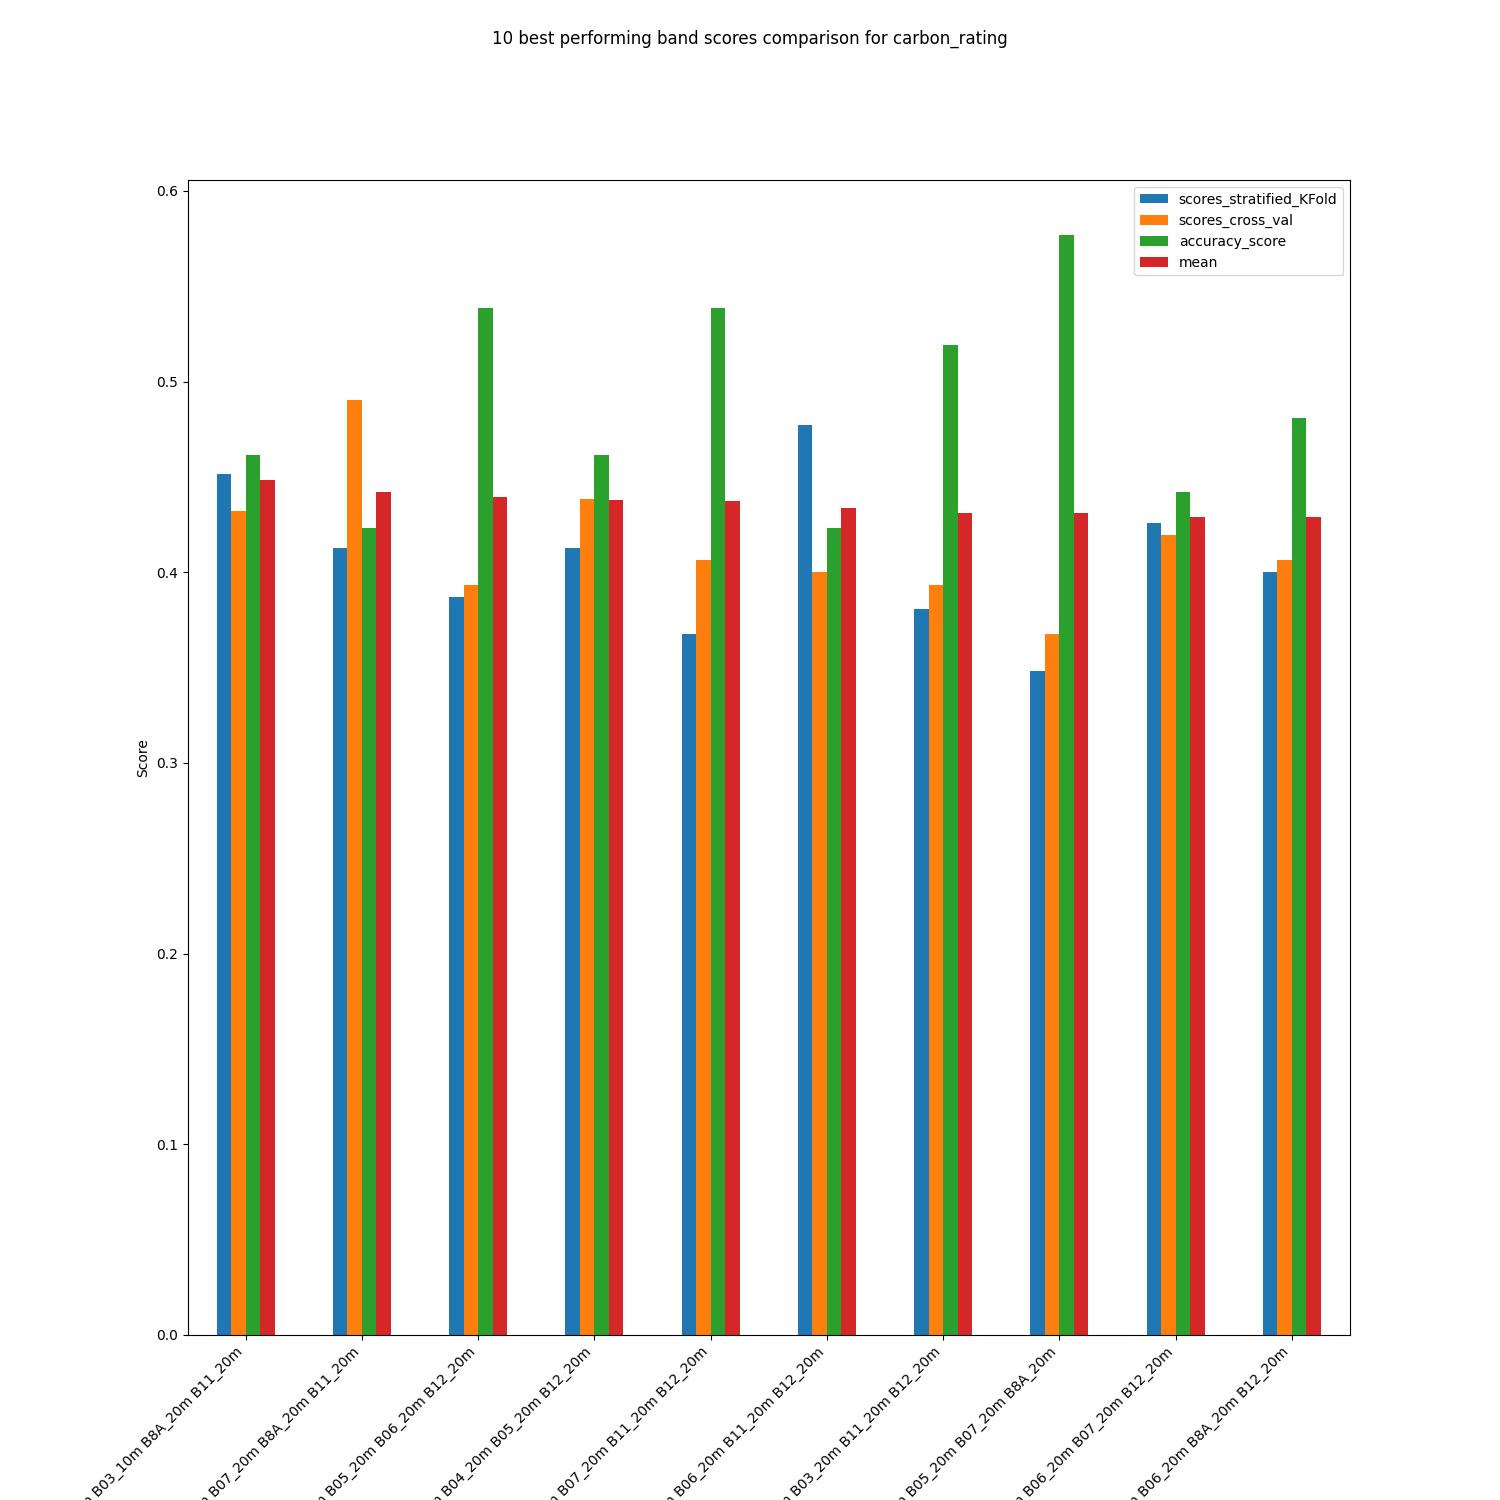 10 best performing band scores comparison for carbon_rating
scores_stratified_KFold
scores_cross_val
accuracy_score
mean
0.6
0.5
0.4
0.3
0.2
0.1
0.0
Score
B03_10m B8A_20m B11_20m
B07_20m B8A_20m B11_20m
B05_20m B06_20m B12_20m
B04_20m B05_20m B12_20m
B07_20m B11_20m B12_20m
B06_20m B11_20m B12_20m
B03_20m B11_20m B12_20m
B05_20m B07_20m B8A_20m
B06_20m B07_20m B12_20m
B06_20m B8A_20m B12_20m